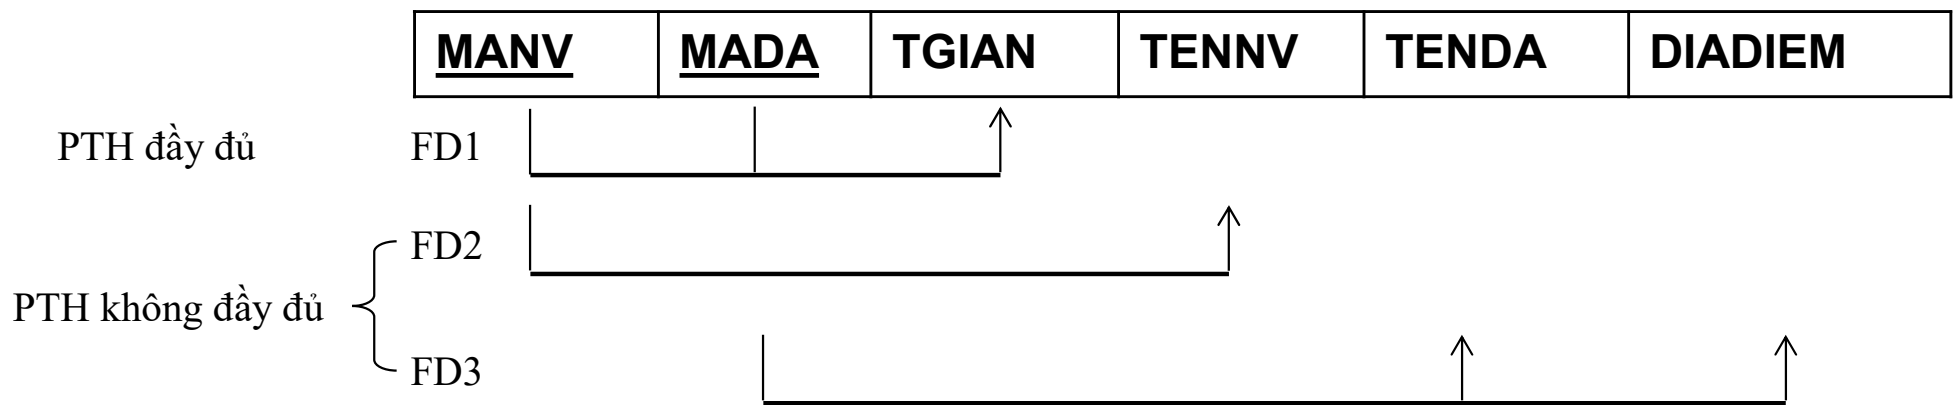 MANV MADA TGIAN TENNV TENDA DIADIEM
PTH đầy đủ FD1
FD2
PTH không đầy đủ
FD3